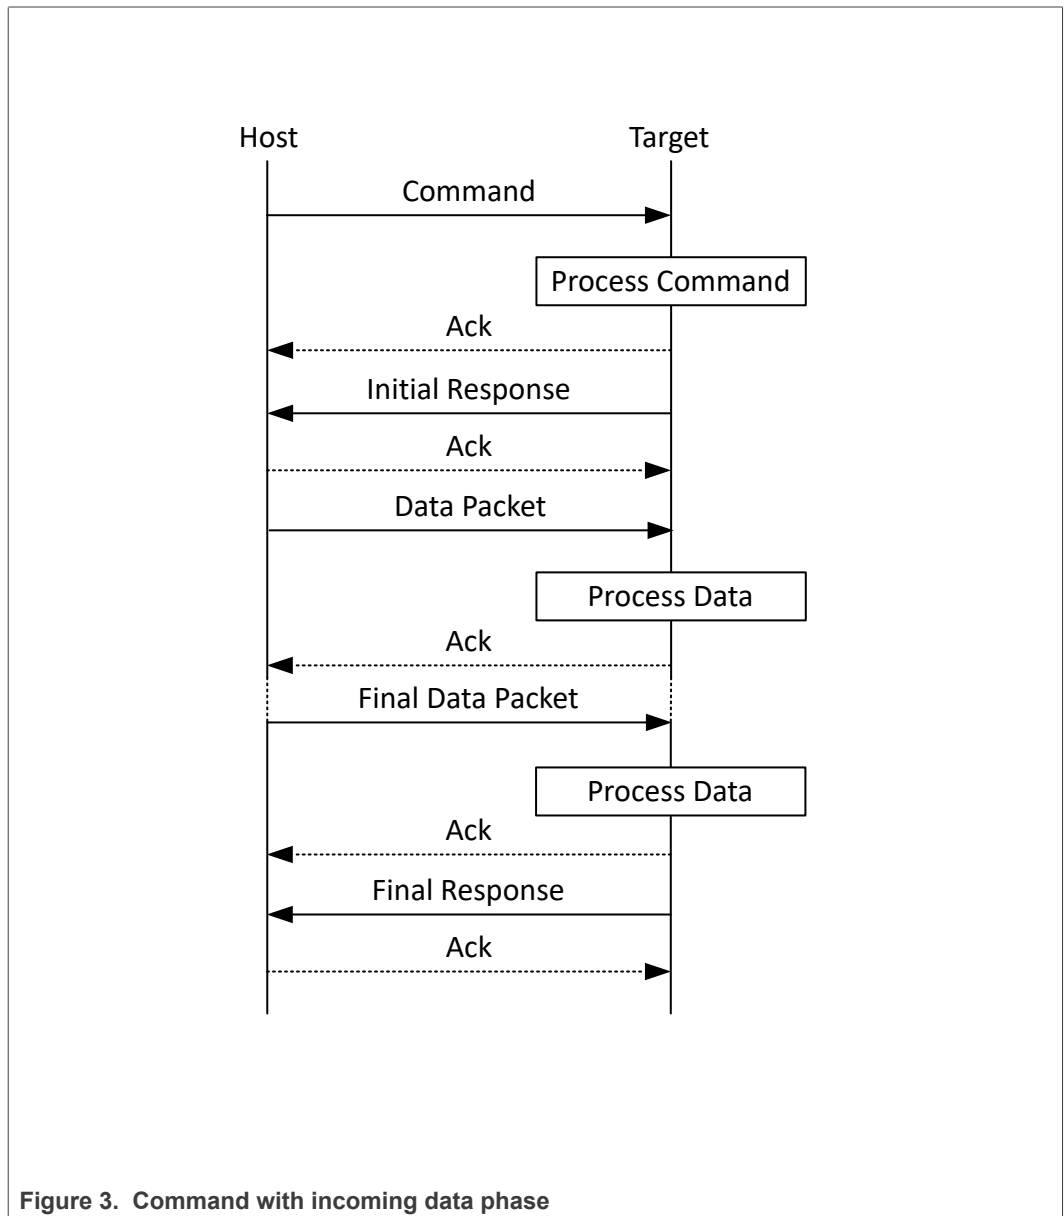 Host
Target
Command
Process Command
Ack
Initial Response
Ack
Data Packet
Process Data
Ack
Final Data Packet
Process Data
Ack
Final Response
Ack
Figure 3. Command with incoming data phase